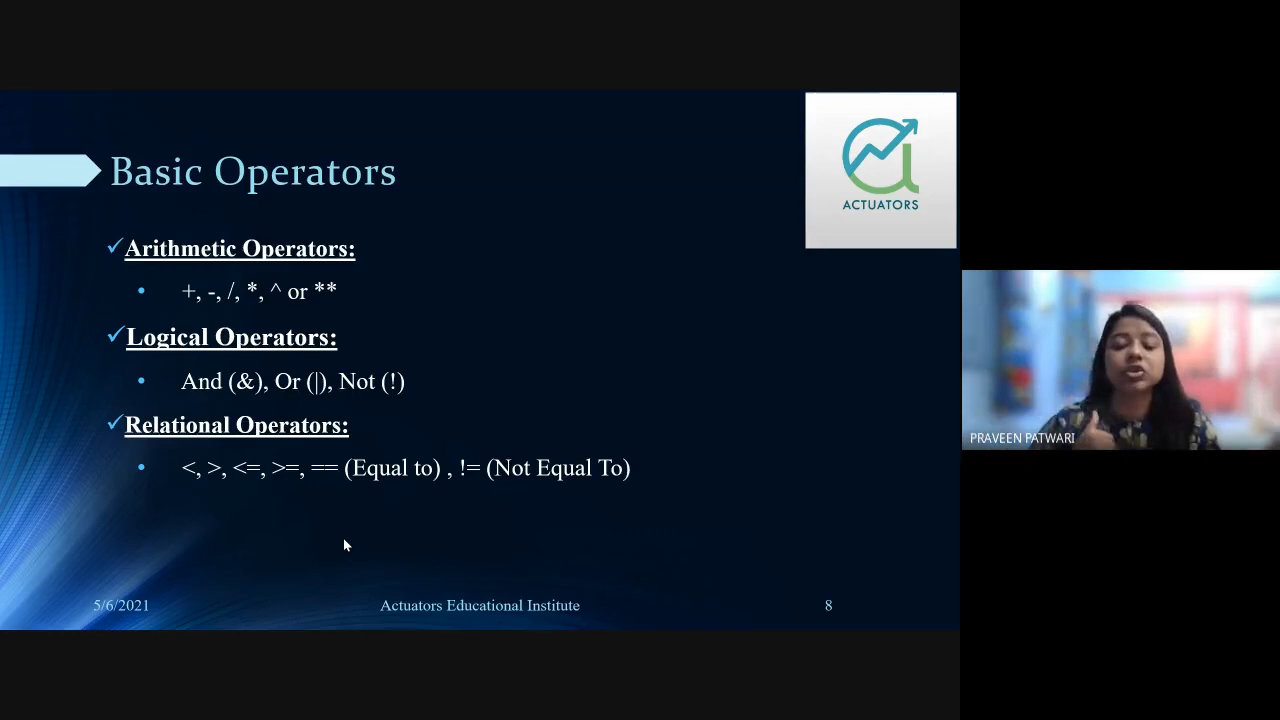 Basic Operators
ACTUATORS
Arithmetic Operators:
+, -, /, *, ^ or **
Logical Operators:
And (&), Or (|), Not (!)
Relational Operators:
<, >, <=, >=, == (Equal to) , != (Not Equal To)
PRAVEEN PATWARI
5/6/2021
Actuators Educational Institute
8